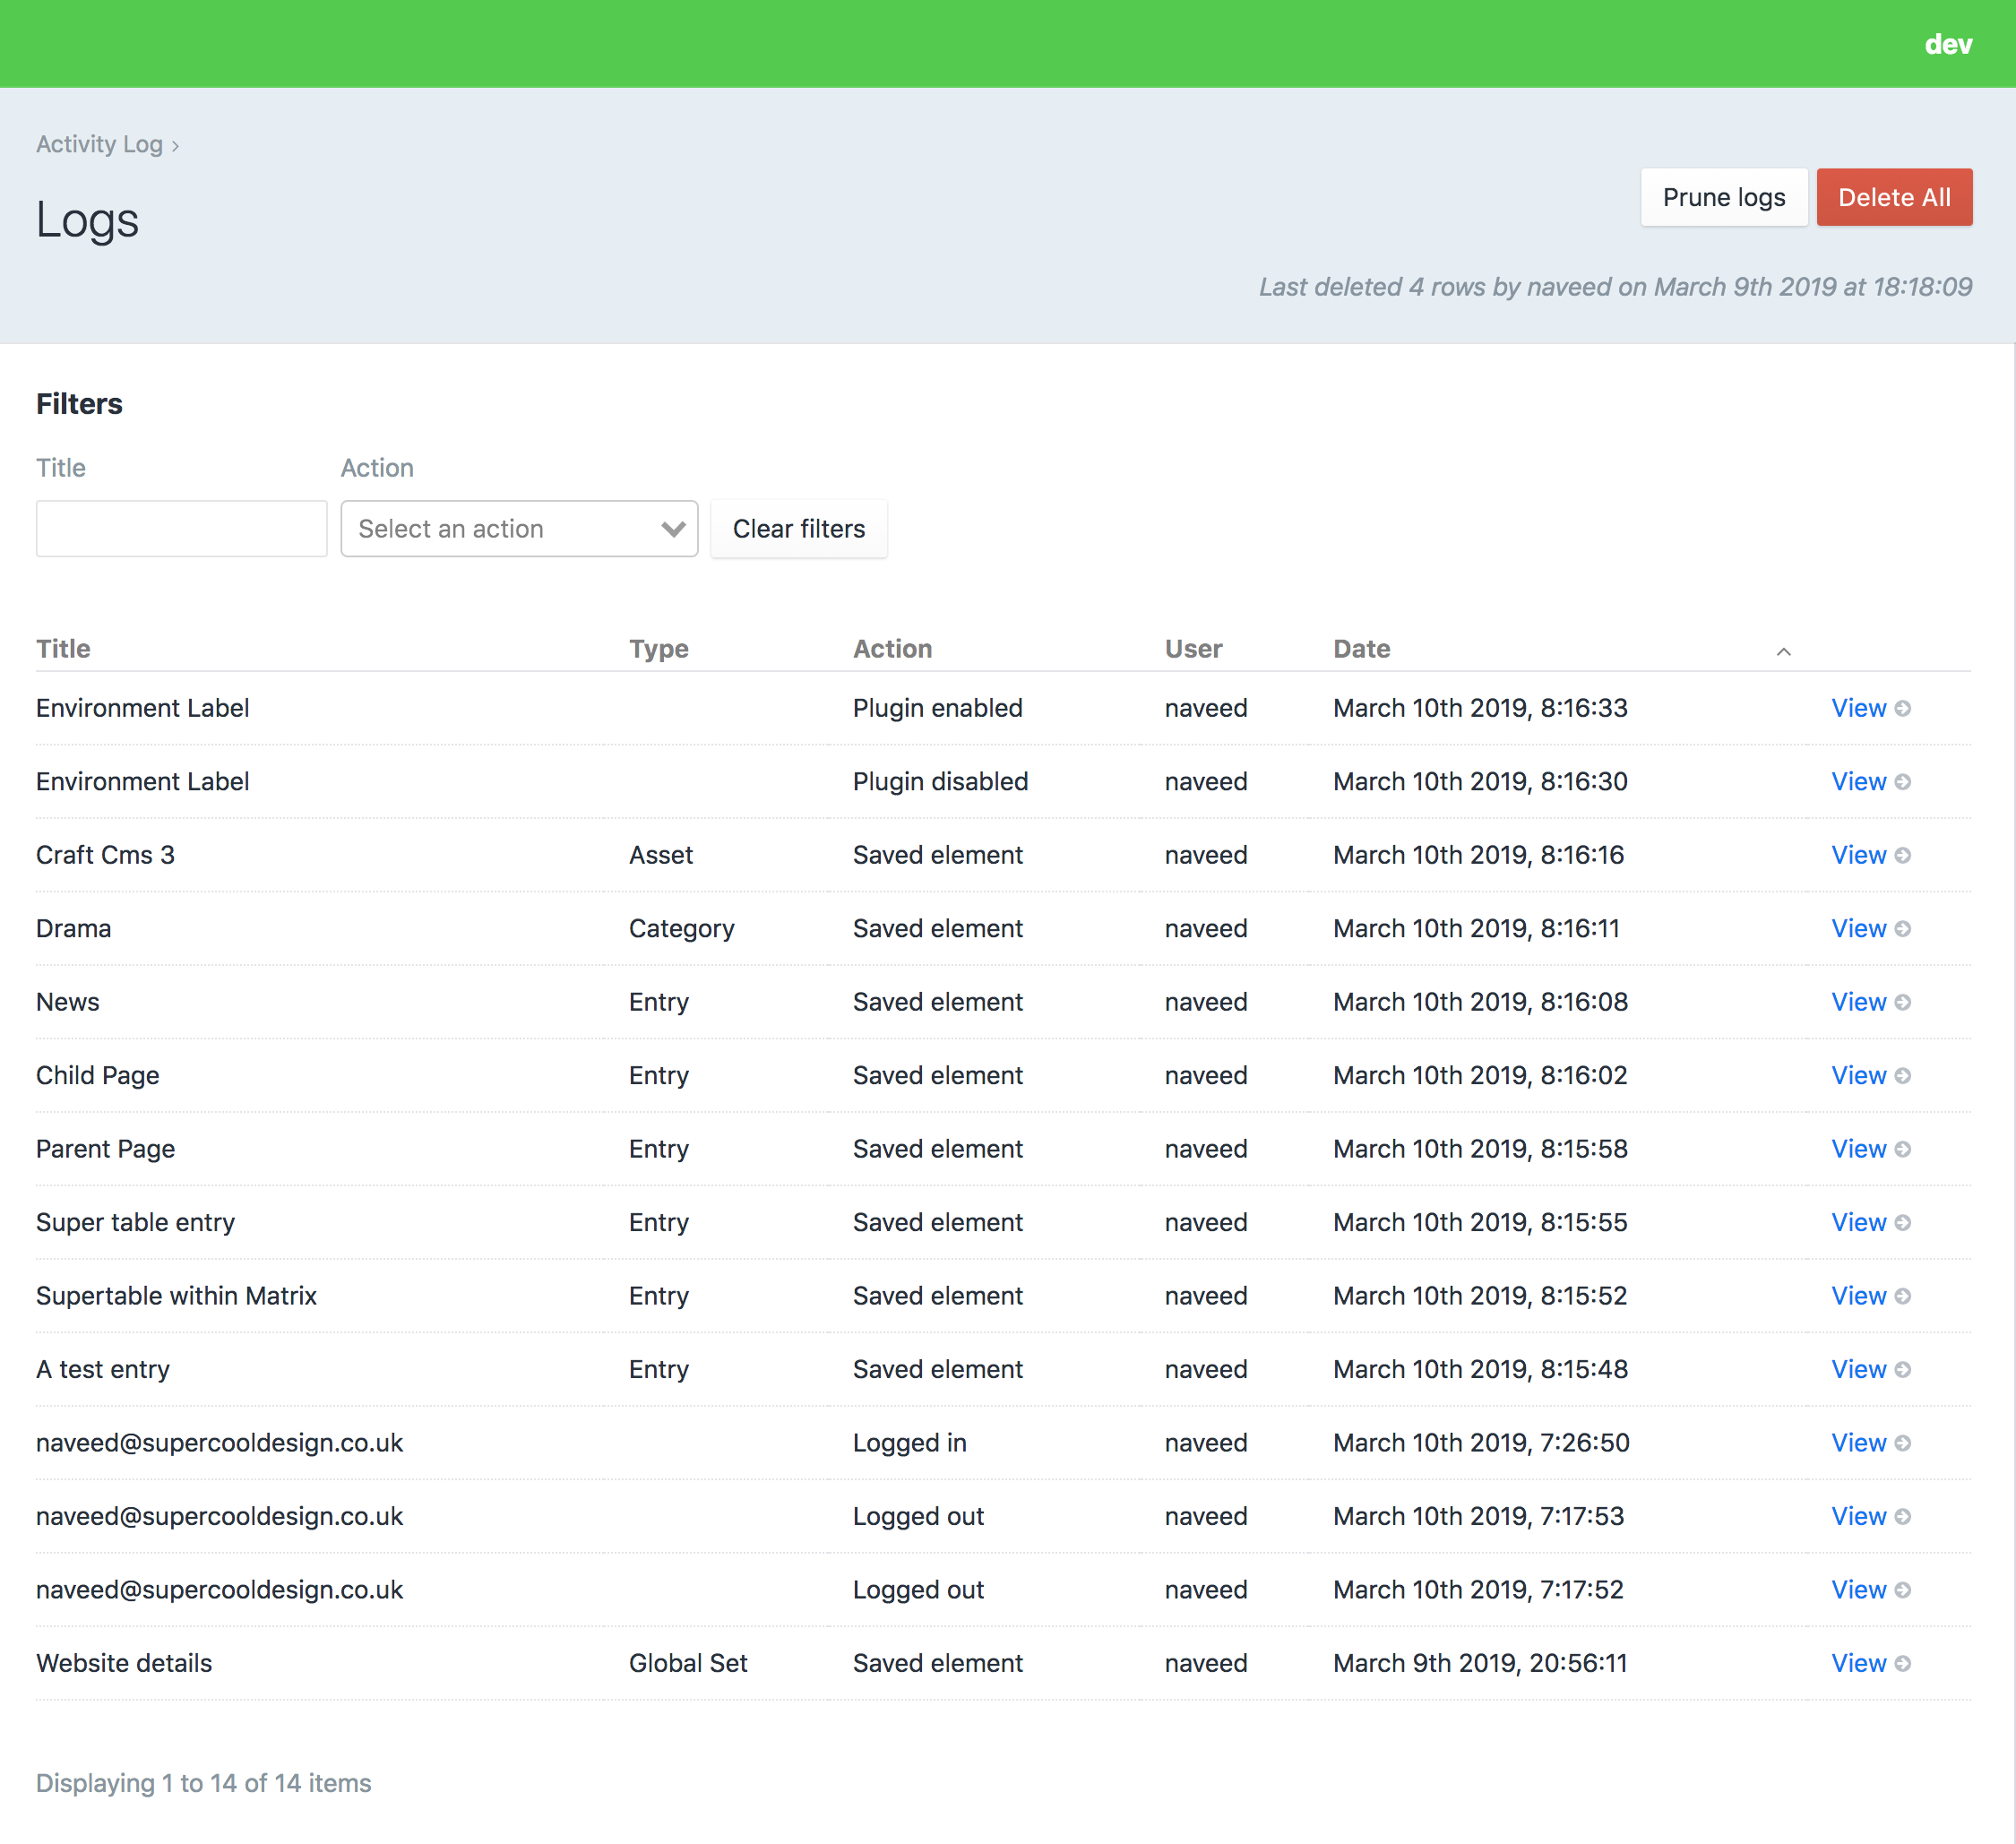 dev
Activity Log ›
Logs
Prune logs Delete All
Last deleted 4 rows by naveed on March 9th 2019 at 18:18:09
Filters
Title Action
Select an action Clear filters
Title Type Action User Date
Environment Label Plugin enabled naveed March 10th 2019, 8:16:33 View
Environment Label Plugin disabled naveed March 10th 2019, 8:16:30 View
Craft Cms 3 Asset Saved element naveed March 10th 2019, 8:16:16 View
Drama Category Saved element naveed March 10th 2019, 8:16:11 View
News Entry Saved element naveed March 10th 2019, 8:16:08 View
Child Page Entry Saved element naveed March 10th 2019, 8:16:02 View
Parent Page Entry Saved element naveed March 10th 2019, 8:15:58 View
Super table entry Entry Saved element naveed March 10th 2019, 8:15:55 View
Supertable within Matrix Entry Saved element naveed March 10th 2019, 8:15:52 View
A test entry Entry Saved element naveed March 10th 2019, 8:15:48 View
naveed@supercooldesign.co.uk Logged in naveed March 10th 2019, 7:26:50 View
naveed@supercooldesign.co.uk Logged out naveed March 10th 2019, 7:17:53 View
naveed@supercooldesign.co.uk Logged out naveed March 10th 2019, 7:17:52 View
Website details Global Set Saved element naveed March 9th 2019, 20:56:11 View
Displaying 1 to 14 of 14 items